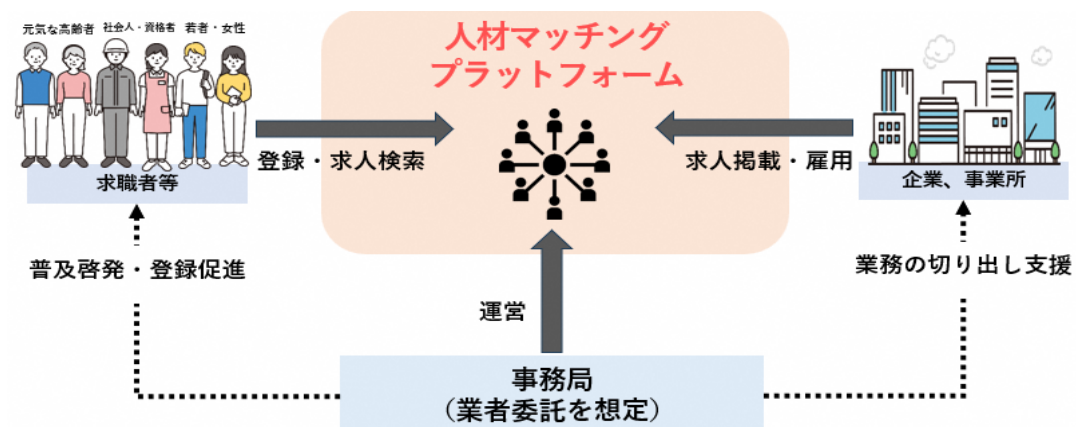 元気な高齢者 社会人・資格者 若者・女性
人材マッチング
プラットフォーム
登録・求人検索
求人掲載・雇用
求職者等
企業、事業所
普及啓発・登録促進
業務の切り出し支援
運営
事務局
（業者委託を想定）